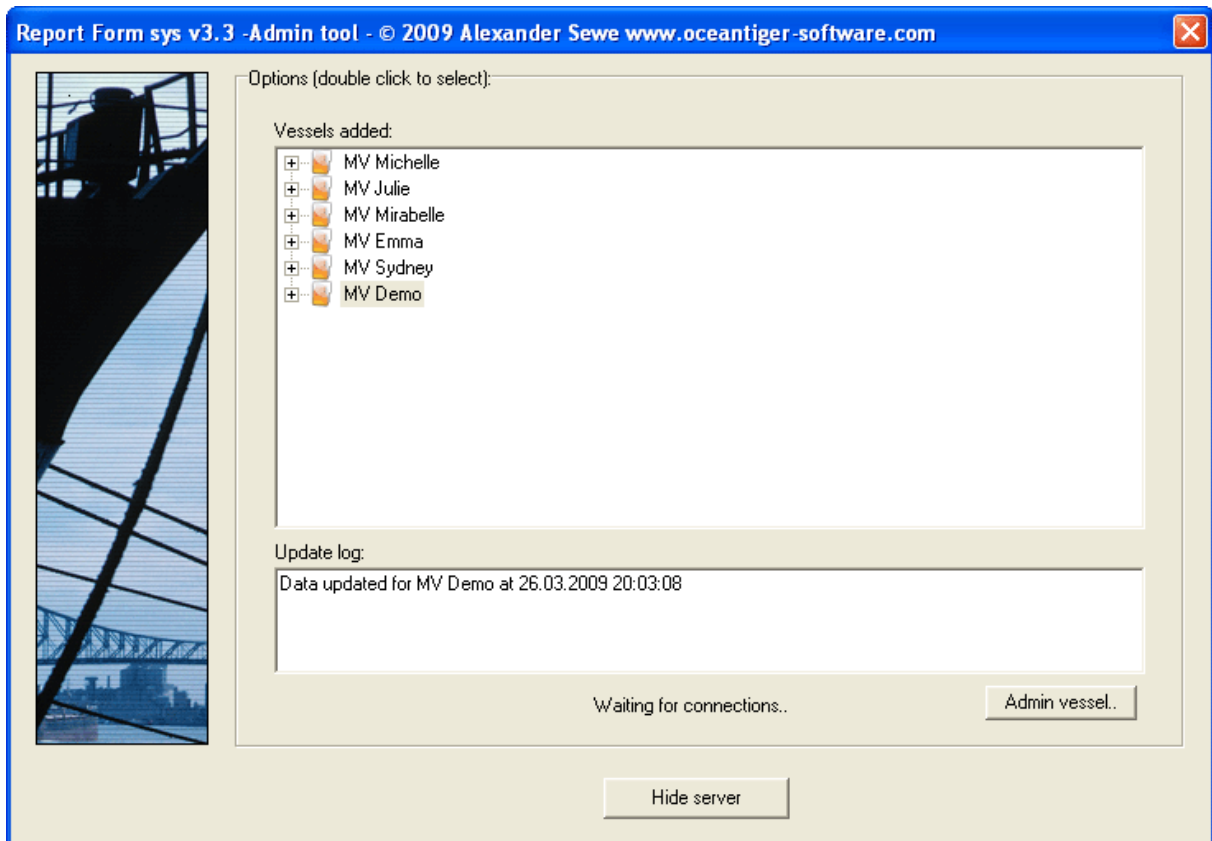 Report Form sys v3.3 -Admin tool - © 2009 Alexander Sewe www.oceantiger-software.com
Options (double click to select):
Vessels added:
MV Michelle
MV Julie
MV Mirabelle
MV Emma
MV Sydney
MV Demo
Update log:
Data updated for MV Demo at 26.03.2009 20:03:08
Waiting for connections..
Admin vessel..
Hide server